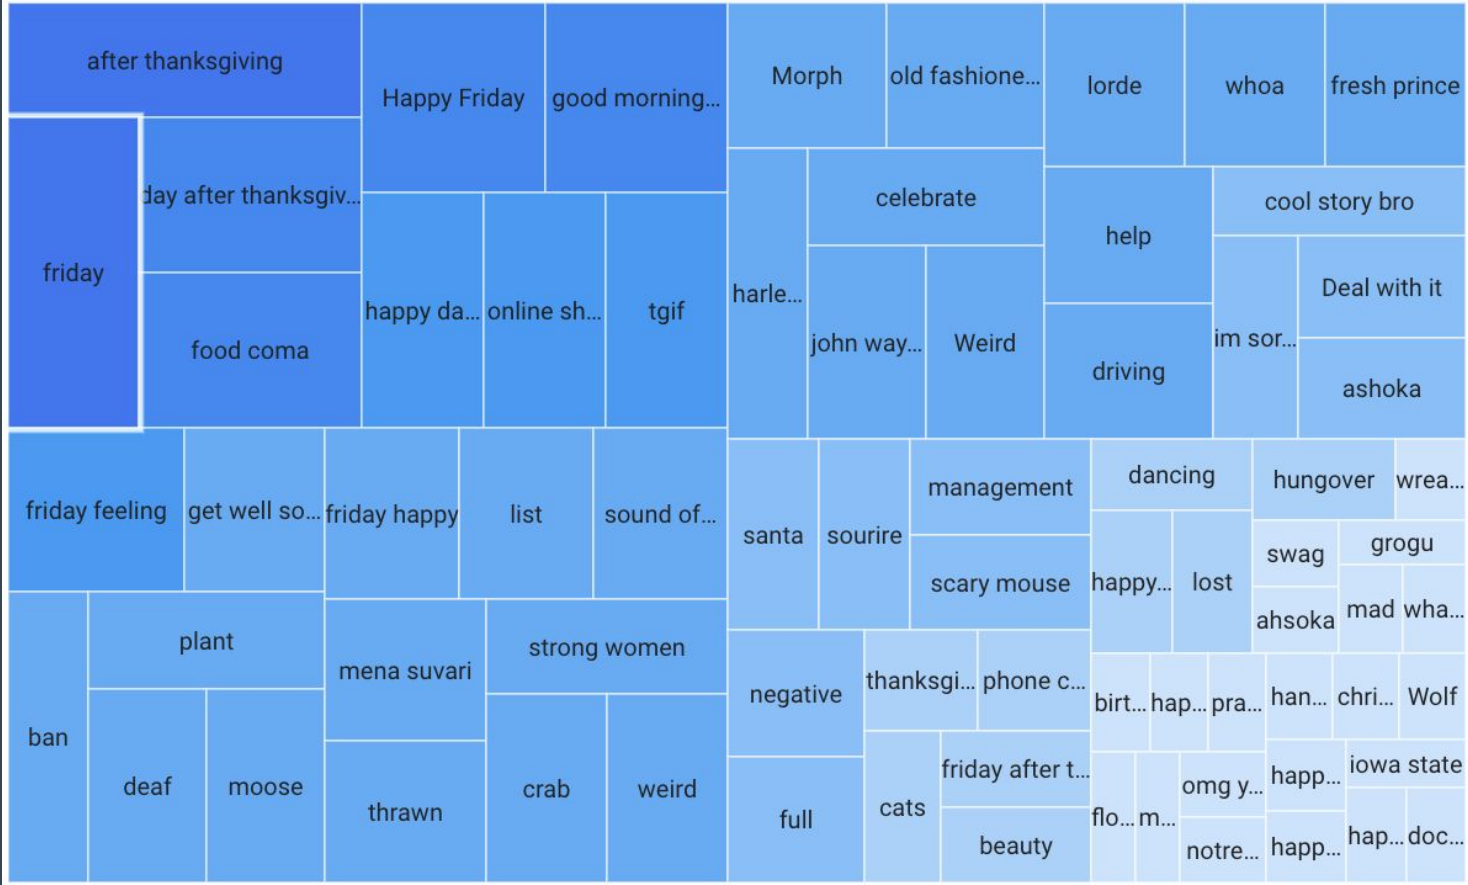 after thanksgiving
friday
day after thanksgiv...
food coma
Happy Friday
good morning...
happy da...
online sh...
tgif
friday feeling
get well so...
friday happy
list
sound of...
ban
plant
deaf
moose
mena suvari
thrawn
strong women
crab
weird
Morph
old fashione...
harle...
celebrate
john way...
Weird
lorde
whoa
fresh prince
help
driving
cool story bro
im sor...
Deal with it
ashoka
santa
sourire
management
scary mouse
negative
full
thanksgi...
phone c...
cats
friday after t...
beauty
dancing
happy...
lost
hungover
wrea...
swag
ahsoka
grogu
mad
wha...
birt...
hap...
pra...
flo...
m...
omg y...
notre...
han...
chri...
Wolf
happ...
happ...
iowa state
hap...
doc...